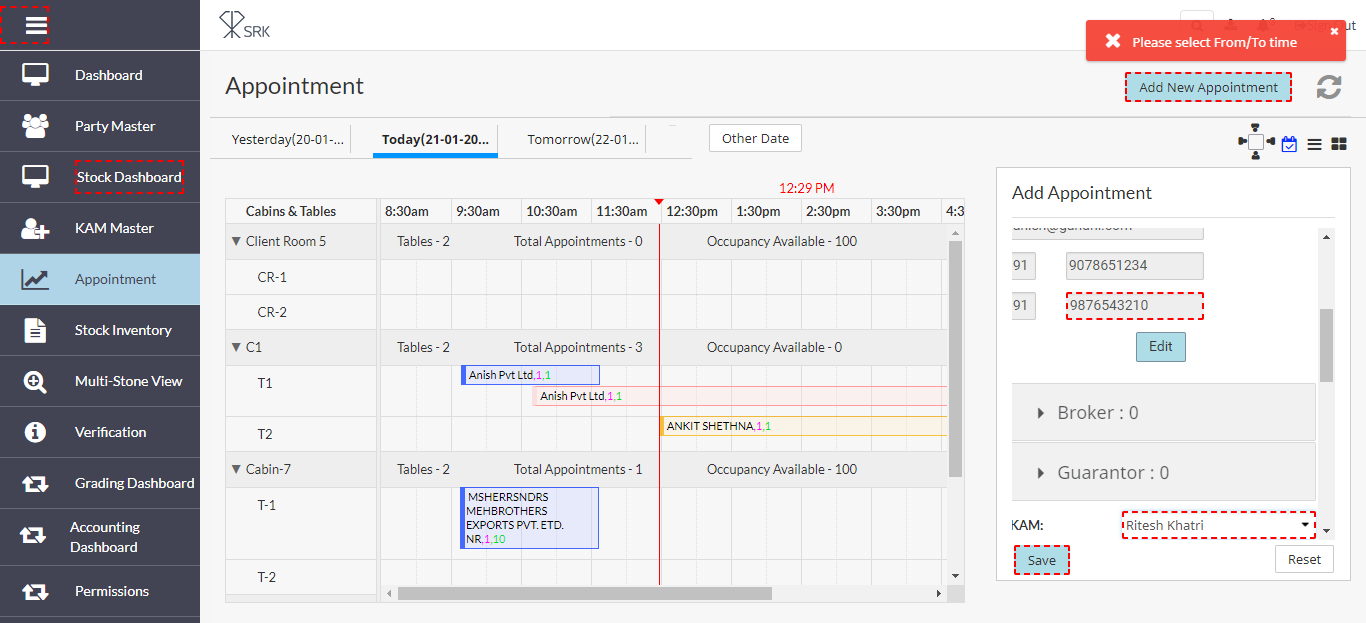 SRK
Sign out
Please select From/To time
Dashboard
Party Master
Stock Dashboard
KAM Master
Appointment
Stock Inventory
Multi-Stone View
Verification
Grading Dashboard
Accounting
Dashboard
Permissions
Appointment
Add New Appointment
Yesterday(20-01-...
Today(21-01-20...
Tomorrow(22-01...
Other Date
12:29 PM
Cabins & Tables
8:30am 9:30am 10:30am 11:30am 12:30pm 1:30pm 2:30pm 3:30pm 4:3
Client Room 5 Tables - 2 Total Appointments - 0 Occupancy Available - 100
CR-1
CR-2
C1 Tables - 2 Total Appointments - 3 Occupancy Available - 0
T1
Anish Pvt Ltd,1,1
Anish Pvt Ltd,1,1
T2
ANKIT SHETHNA,1,1
Cabin-7 Tables - 2 Total Appointments - 1 Occupancy Available - 100
T-1
MSHERRSNDRS
MEHBROTHERS
EXPORTS PVT. ETD.
NR,1,10
T-2
Add Appointment
91 9078651234
91 9876543210
Edit
Broker : 0
Guarantor : 0
KAM: Ritesh Khatri
Save
Reset